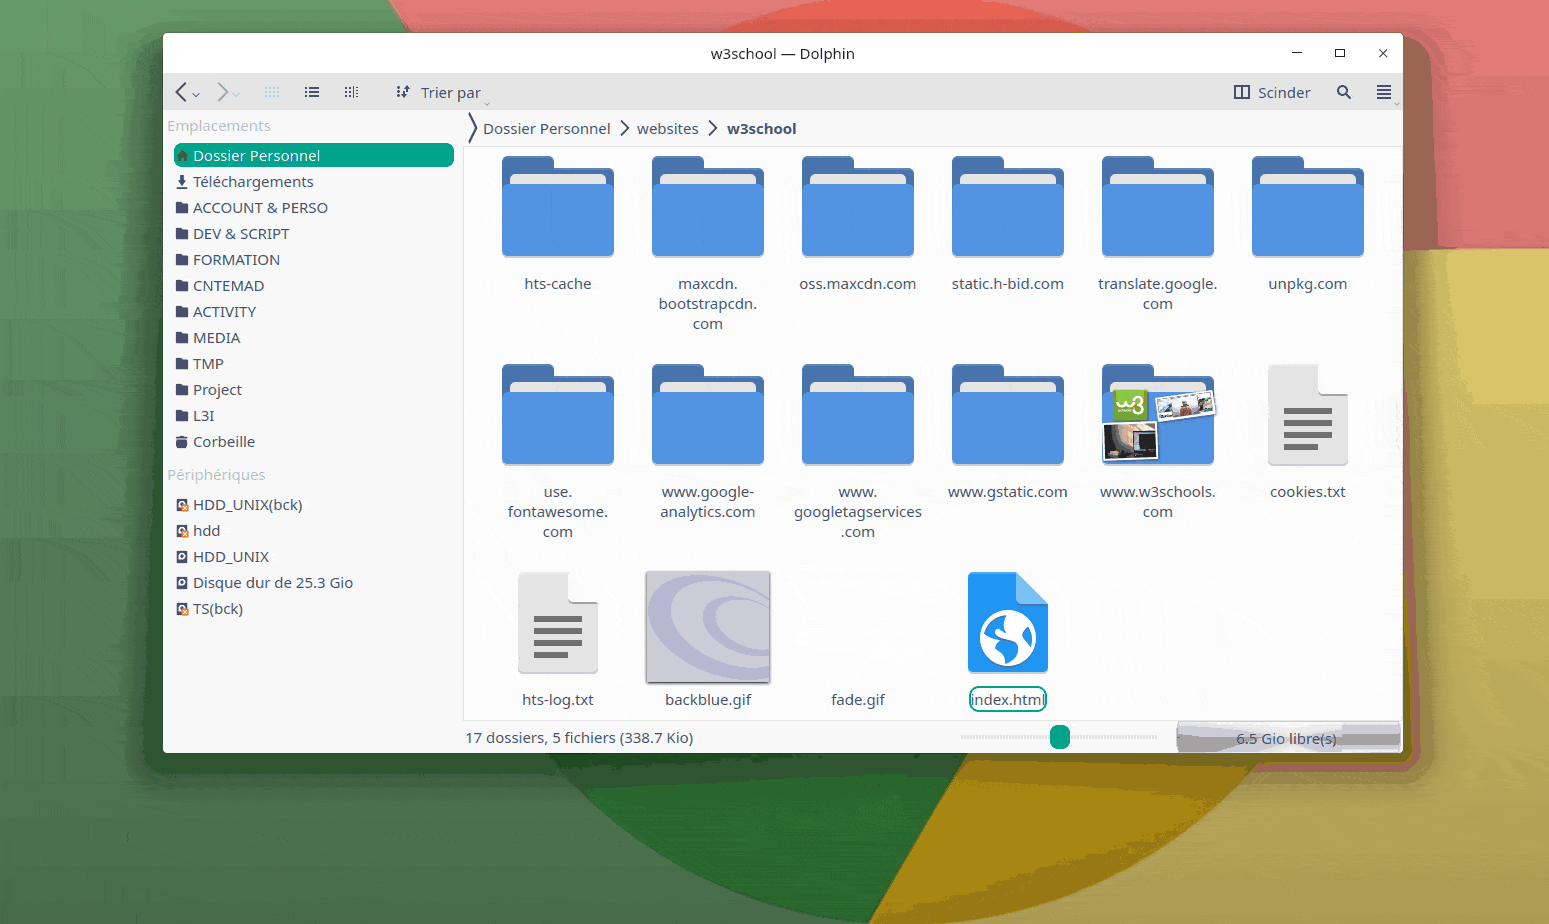 w3school — Dolphin
Trier par
Scinder
Emplacements
Dossier Personnel
Téléchargements
ACCOUNT & PERSO
DEV & SCRIPT
FORMATION
CNTEMAD
ACTIVITY
MEDIA
TMP
Project
L3I
Corbeille
Périphériques
HDD_UNIX(bck)
hdd
HDD_UNIX
Disque dur de 25.3 Gio
TS(bck)
Dossier Personnel > websites > w3school
hts-cache
maxcdn.
bootstrapcdn.
com
oss.maxcdn.com
static.h-bid.com
translate.google.
com
unpkg.com
use.
fontawesome.
com
www.google-
analytics.com
www.
googletagservices
.com
www.gstatic.com
w3
www.w3schools.
com
cookies.txt
hts-log.txt
backblue.gif
fade.gif
index.html
17 dossiers, 5 fichiers (338.7 Kio)
6.5 Gio libre(s)